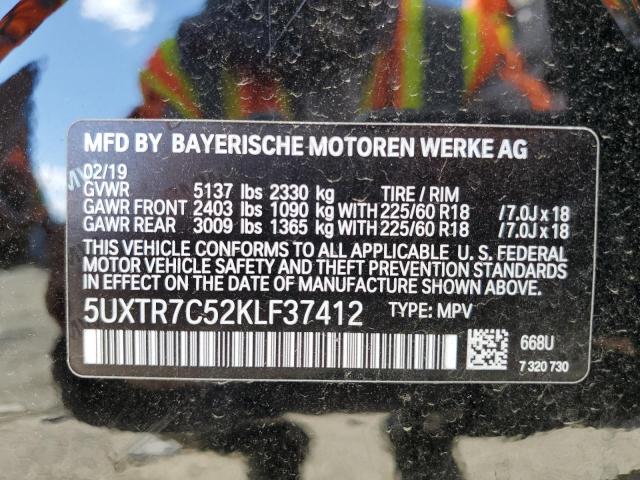 MFD BY BAYERISCHE MOTOREN WERKE AG
02/19
GVWR 5137 lbs 2330 kg TIRE / RIM
GAWR FRONT 2403 lbs 1090 kg WITH 225/60 R18 /7.0J x 18
GAWR REAR 3009 lbs 1365 kg WITH 225/60 R18 /7.0J x 18
THIS VEHICLE CONFORMS TO ALL APPLICABLE U. S. FEDERAL
MOTOR VEHICLE SAFETY AND THEFT PREVENTION STANDARDS
IN EFFECT ON THE DATE OF MANUFACTURE SHOWN ABOVE.
5UXTR7C52KLF37412 TYPE: MPV
668U
7 320 730